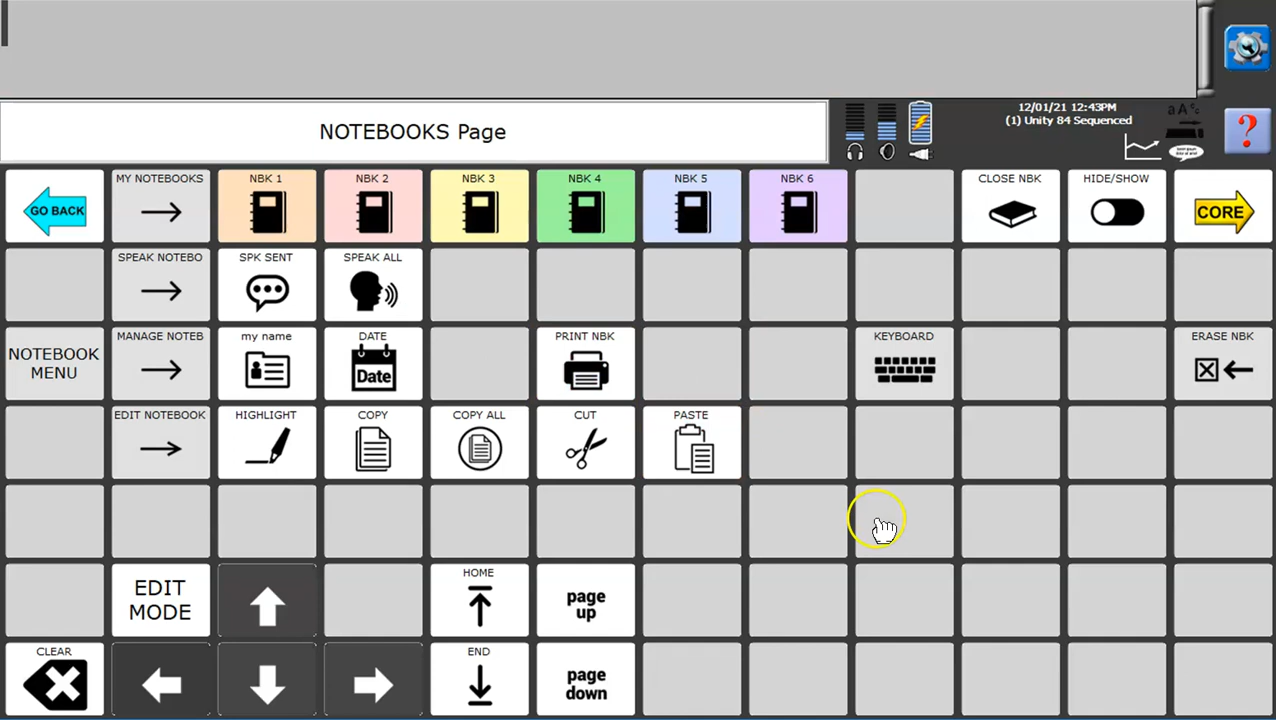 NOTEBOOKS Page
12/01/21 12:43PM
(1) Unity 84 Sequenced
?
GO BACK
MY NOTEBOOKS
NBK 1
NBK 2
NBK 3
NBK 4
NBK 5
NBK 6
CLOSE NBK
HIDE/SHOW
CORE
SPEAK NOTEBO
SPK SENT
SPEAK ALL
NOTEBOOK
MENU
MANAGE NOTEB
my name
DATE
Date
PRINT NBK
KEYBOARD
ERASE NBK
EDIT NOTEBOOK
HIGHLIGHT
COPY
COPY ALL
CUT
PASTE
EDIT
MODE
HOME
page
up
CLEAR
END
page
down